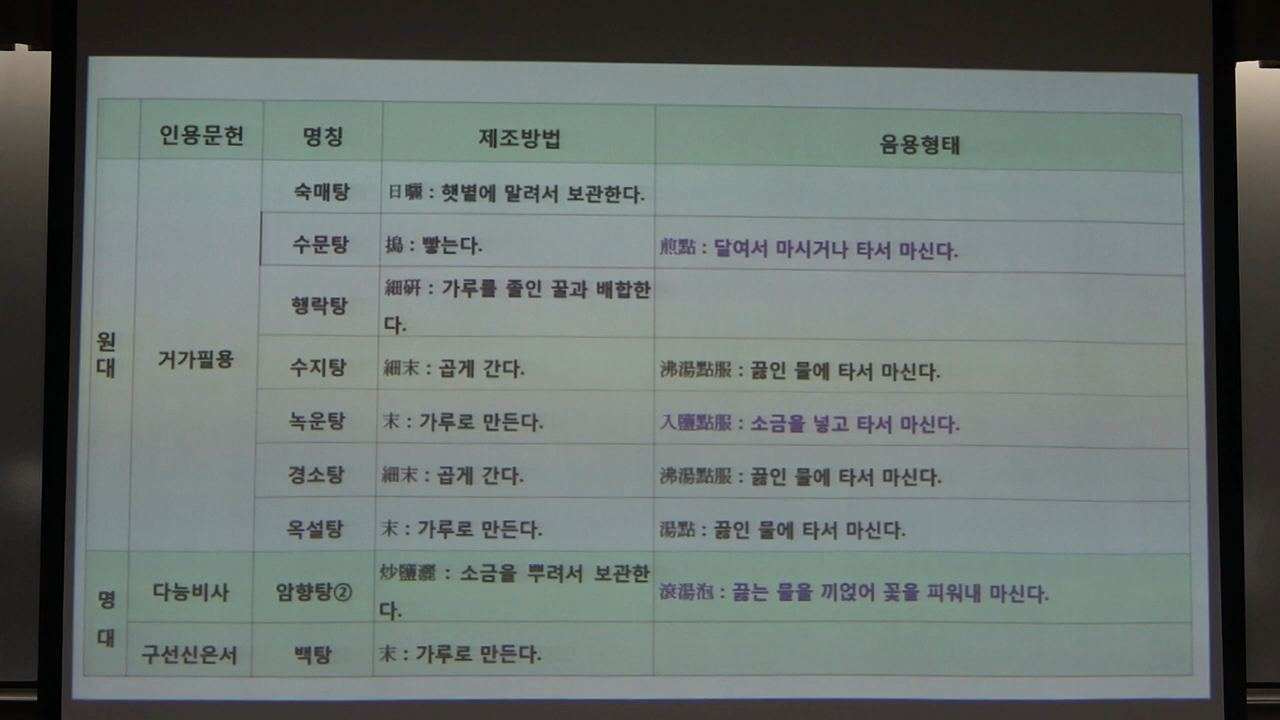 인용문헌 명칭 제조방법 음용형태
숙매탕 日曬 : 햇볕에 말려서 보관한다.
수문탕 搗 : 빻는다. 煎點 : 달여서 마시거나 타서 마신다.
행락탕 細硏 : 가루를 졸인 꿀과 배합한
다.
원
대
거가필용
수지탕 細末 : 곱게 간다. 沸湯點服 : 끓인 물에 타서 마신다.
녹운탕 末 : 가루로 만든다. 入鹽點服 : 소금을 넣고 타서 마신다.
경소탕 細末 : 곱게 간다. 沸湯點服 : 끓인 물에 타서 마신다.
옥설탕 末 : 가루로 만든다. 湯點 : 끓인 물에 타서 마신다.
명
대
다능비사 암향탕② 炒鹽灑 : 소금을 뿌려서 보관한
다.
滾湯泡 : 끓는 물을 끼얹어 꽃을 피워내 마신다.
구선신은서 백탕 末 : 가루로 만든다.